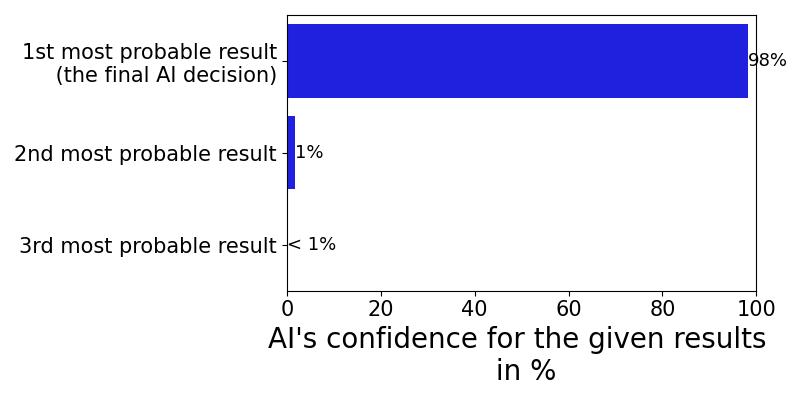 1st most probable result
(the final AI decision)
98%
2nd most probable result
1%
3rd most probable result
< 1%
0 20 40 60 80 100
AI's confidence for the given results
in %